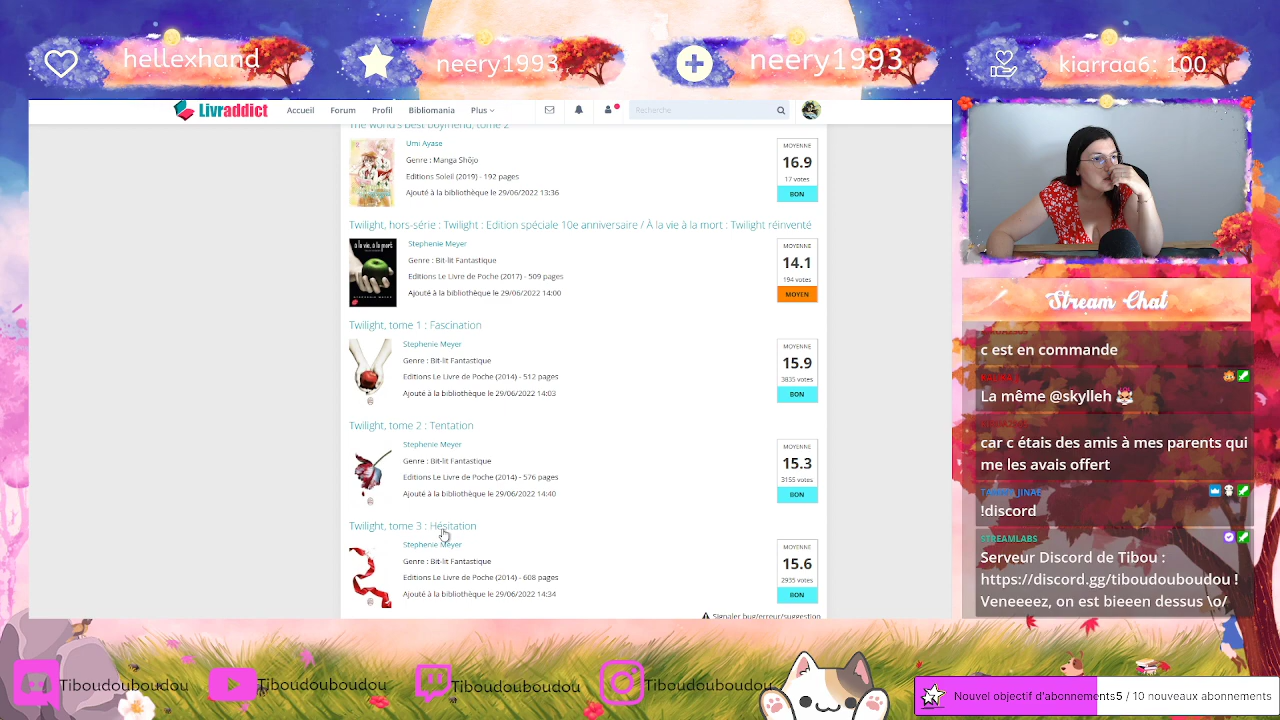 hellexhand
neery1993
neery1993
kiarraa6: 100
Livraddict
Accueil
Forum
Profil
Bibliomania
Plus
Recherche
The world's best boyfriend, tome 2
Umi Ayase
Genre : Manga Shôjo
Editions Soleil (2019) - 192 pages
Ajouté à la bibliothèque le 29/06/2022 13:36
MOYENNE
16.9
17 votes
BON
Twilight, hors-série : Twilight : Edition spéciale 10e anniversaire / À la vie à la mort : Twilight réinventé
Stephenie Meyer
Genre : Bit-lit Fantastique
Editions Le Livre de Poche (2017) - 509 pages
Ajouté à la bibliothèque le 29/06/2022 14:00
MOYENNE
14.1
194 votes
MOYEN
Twilight, tome 1 : Fascination
Stephenie Meyer
Genre : Bit-lit Fantastique
Editions Le Livre de Poche (2014) - 512 pages
Ajouté à la bibliothèque le 29/06/2022 14:03
MOYENNE
15.9
3835 votes
BON
Twilight, tome 2 : Tentation
Stephenie Meyer
Genre : Bit-lit Fantastique
Editions Le Livre de Poche (2014) - 576 pages
Ajouté à la bibliothèque le 29/06/2022 14:40
MOYENNE
15.3
3155 votes
BON
Twilight, tome 3 : Hésitation
Stephenie Meyer
Genre : Bit-lit Fantastique
Editions Le Livre de Poche (2014) - 608 pages
Ajouté à la bibliothèque le 29/06/2022 14:34
MOYENNE
15.6
2935 votes
BON
Signaler bug/erreur/suggestion
Stream Chat
c est en commande
La même @skylleh
car c étais des amis à mes parents qui
me les avais offert
!discord
STREAMLABS
Serveur Discord de Tibou :
https://discord.gg/tiboudouboudou !
Veneeeez, on est bieeen dessus \o/
Tiboudouboudou
Tiboudouboudou
Tiboudouboudou
Tiboudouboudou
Nouvel objectif d'abonnements
5 / 10 nouveaux abonnements